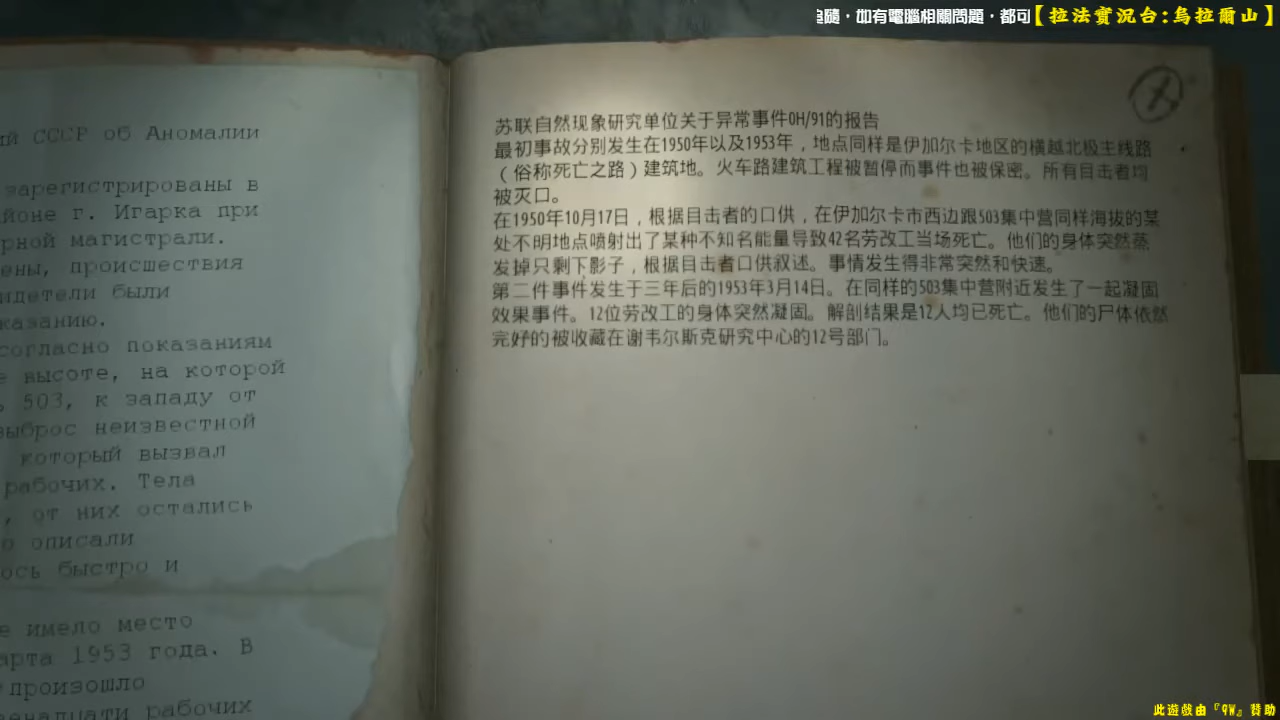 隨，如有電腦相關問題，都可【拉法實況台:烏拉爾山】
ий СССР об Аномалии
зарегистрированы в
айоне г. Игарка при
рной магистрали.
ены, происшествия
идетели были
казанию.
согласно показаниям
е высоте, на которой
503, к западу от
выброс неизвестной
который вызвал
рабочих. Тела
, от них остались
о описали
ось быстро и
е имело место
арта 1953 года. В
произошло
енадцати рабочих
苏联自然现象研究单位关于异常事件0H/91的报告
最初事故分别发生在1950年以及1953年，地点同样是伊加尔卡地区的横越北极主线路
（俗称死亡之路）建筑地。火车路建筑工程被暂停而事件也被保密。所有目击者均
被灭口。
在1950年10月17日，根据目击者的口供，在伊加尔卡市西边跟503集中营同样海拔的某
处不明地点喷射出了某种不知名能量导致42名劳改工当场死亡。他们的身体突然蒸
发掉只剩下影子，根据目击者口供叙述。事情发生得非常突然和快速。
第二件事件发生于三年后的1953年3月14日。在同样的503集中营附近发生了一起凝固
效果事件。12位劳改工的身体突然凝固。解剖结果是12人均已死亡。他们的尸体依然
完好的被收藏在谢韦尔斯克研究中心的12号部门。
此遊戲由『9W』贊助